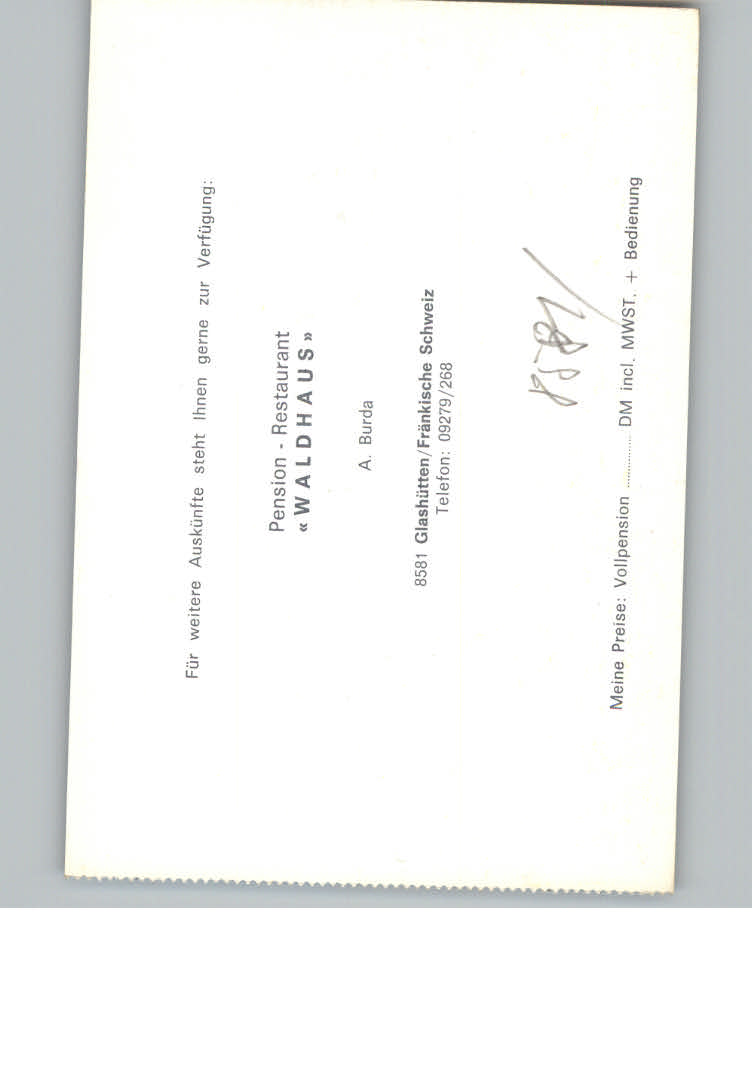 Für weitere Auskünfte steht Ihnen gerne zur Verfügung:
Pension - Restaurant
« WALDHAUS »
A. Burda
8581 Glashütten/Fränkische Schweiz
Telefon: 09279/268
8581
Meine Preise: Vollpension ............... DM incl. MWST. + Bedienung